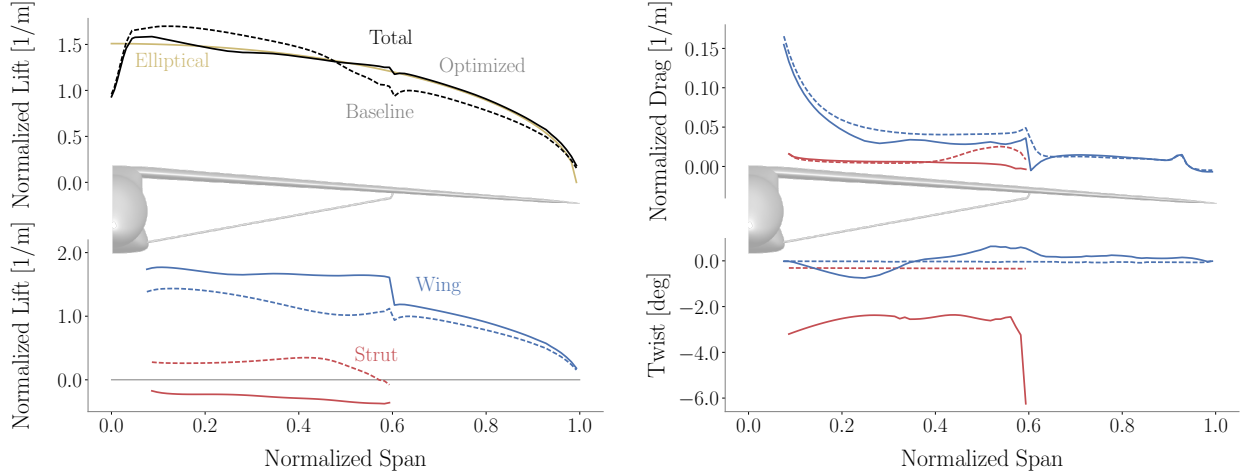 Normalized Lift [1/m]
1.5
1.0
0.5
0.0
Total
Elliptical
Optimized
Baseline
Normalized Lift [1/m]
2.0
1.0
0.0
Wing
Strut
0.0
0.2
0.4
0.6
0.8
1.0
Normalized Span
Normalized Drag [1/m]
0.15
0.10
0.05
0.00
Twist [deg]
0.0
−2.0
−4.0
−6.0
0.0
0.2
0.4
0.6
0.8
1.0
Normalized Span